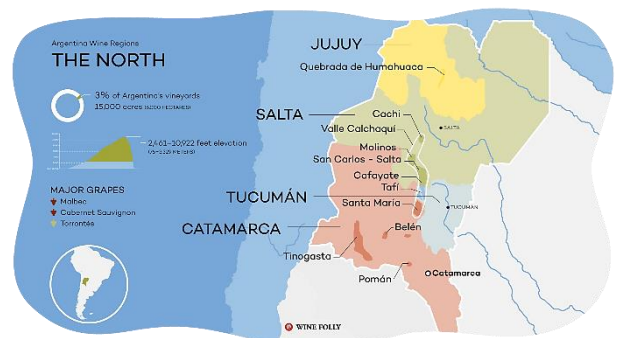 Argentina Wine Regions
THE NORTH
3% of Argentina's vineyards
15,000 acres
2,461–10,922 feet elevation
MAJOR GRAPES
Malbec
Cabernet Sauvignon
Torrontés
JUJUY
Quebrada de Humahuaca
SALTA
Cachi
Valle Calchaquí
SALTA
Molinos
San Carlos - Salta
Cafayate
Tafí
TUCUMÁN
Santa María
TUCUMAN
CATAMARCA
Belén
Tinogasta
Pomán
Catamarca
WINE FOLLY